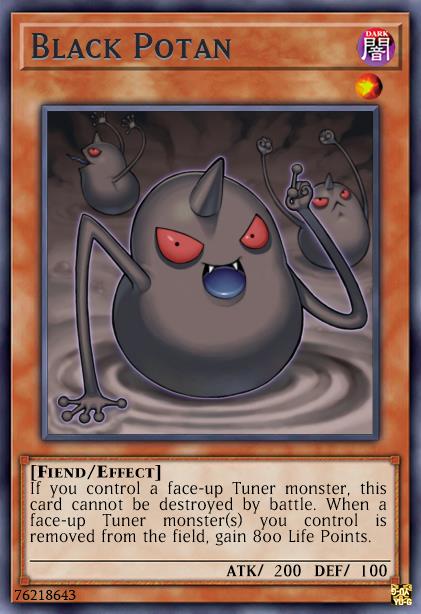 BLACK POTAN
DARK
闇
[FIEND/EFFECT]
If you control a face-up Tuner monster, this
card cannot be destroyed by battle. When a
face-up Tuner monster(s) you control is
removed from the field, gain 800 Life Points.
ATK/ 200 DEF/ 100
76218643